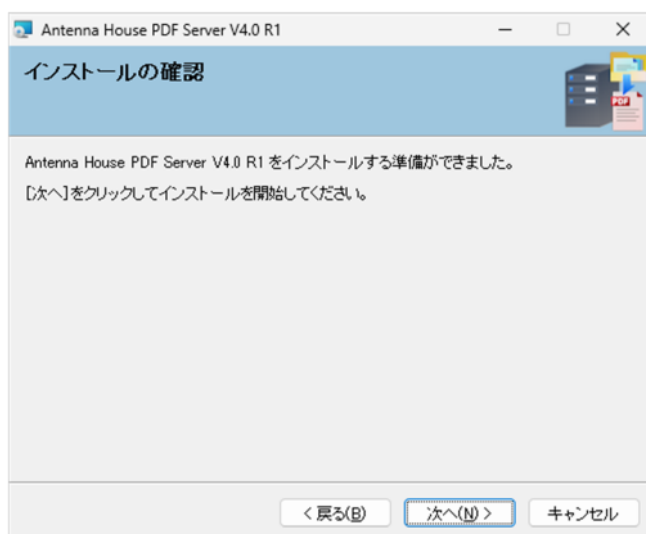 Antenna House PDF Server V4.0 R1
インストールの確認
PDF
Antenna House PDF Server V4.0 R1 をインストールする準備ができました。
[次へ]をクリックしてインストールを開始してください。
< 戻る(B)
次へ(N) >
キャンセル